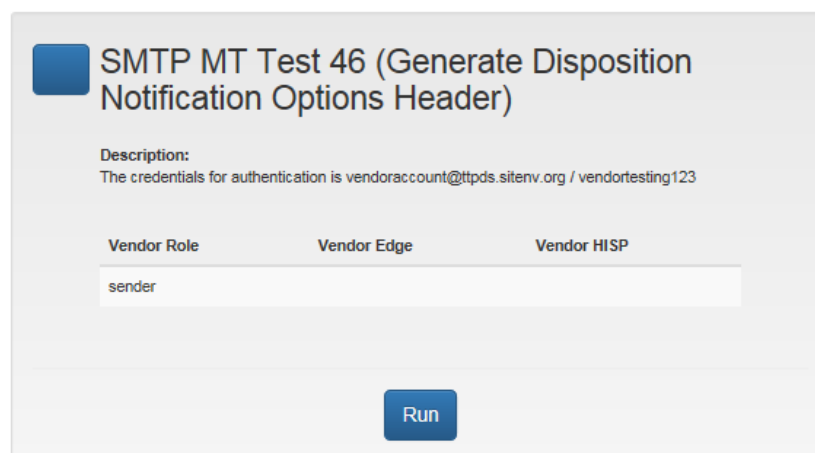 SMTP MT Test 46 (Generate Disposition
Notification Options Header)
Description:
The credentials for authentication is vendoraccount@ttpds.sitenv.org / vendortesting123
Vendor Role Vendor Edge Vendor HISP
sender
Run